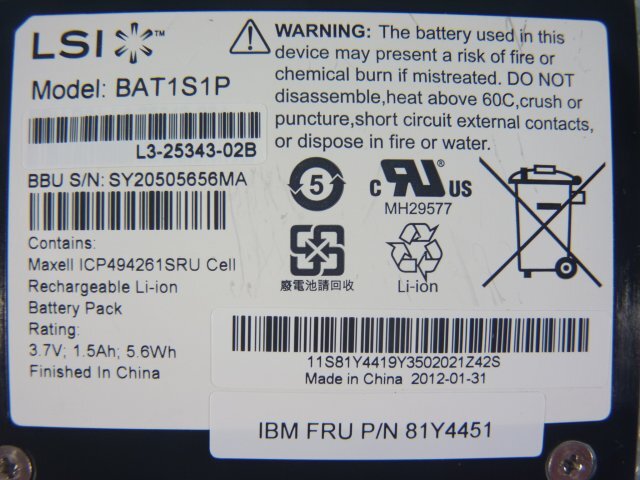 LSI™
Model: BAT1S1P
L3-25343-02B
BBU S/N: SY20505656MA
Contains:
Maxell ICP494261SRU Cell
Rechargeable Li-ion
Battery Pack
Rating:
3.7V; 1.5Ah; 5.6Wh
Finished In China
WARNING: The battery used in this
device may present a risk of fire or
chemical burn if mistreated. DO NOT
disassemble,heat above 60C,crush or
puncture,short circuit external contacts,
or dispose in fire or water.
5
c RU® US
MH29577
廢電池請回收
Li-ion
11S81Y4419Y3502021Z42S
Made in China 2012-01-31
IBM FRU P/N 81Y4451